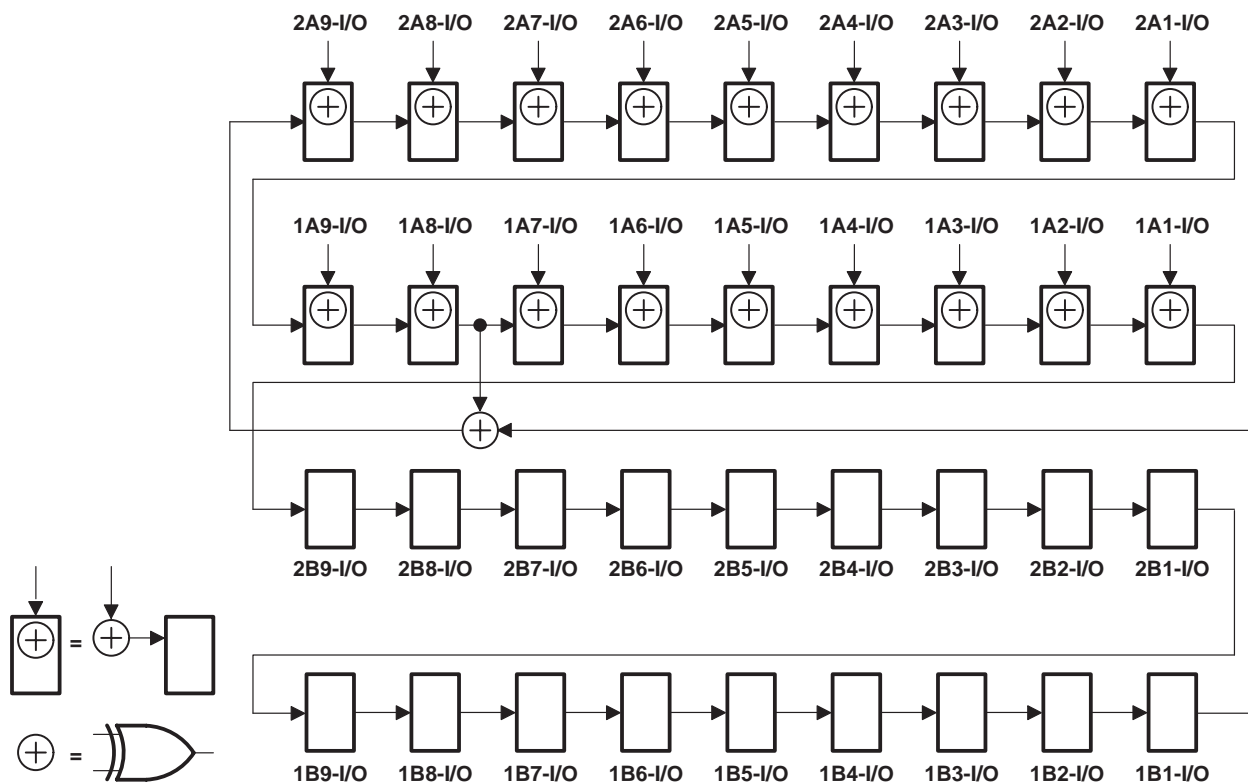 2A9-I/O 2A8-I/O 2A7-I/O 2A6-I/O 2A5-I/O 2A4-I/O 2A3-I/O 2A2-I/O 2A1-I/O
1A9-I/O 1A8-I/O 1A7-I/O 1A6-I/O 1A5-I/O 1A4-I/O 1A3-I/O 1A2-I/O 1A1-I/O
2B9-I/O 2B8-I/O 2B7-I/O 2B6-I/O 2B5-I/O 2B4-I/O 2B3-I/O 2B2-I/O 2B1-I/O
=
=
1B9-I/O 1B8-I/O 1B7-I/O 1B6-I/O 1B5-I/O 1B4-I/O 1B3-I/O 1B2-I/O 1B1-I/O